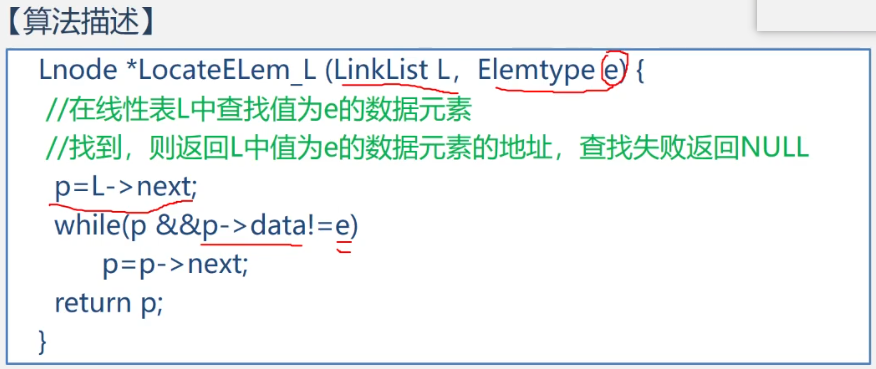 【算法描述】
Lnode *LocateELem_L (LinkList L，Elemtype e) {
//在线性表L中查找值为e的数据元素
//找到，则返回L中值为e的数据元素的地址，查找失败返回NULL
p=L->next;
while(p &&p->data!=e)
p=p->next;
return p;
}